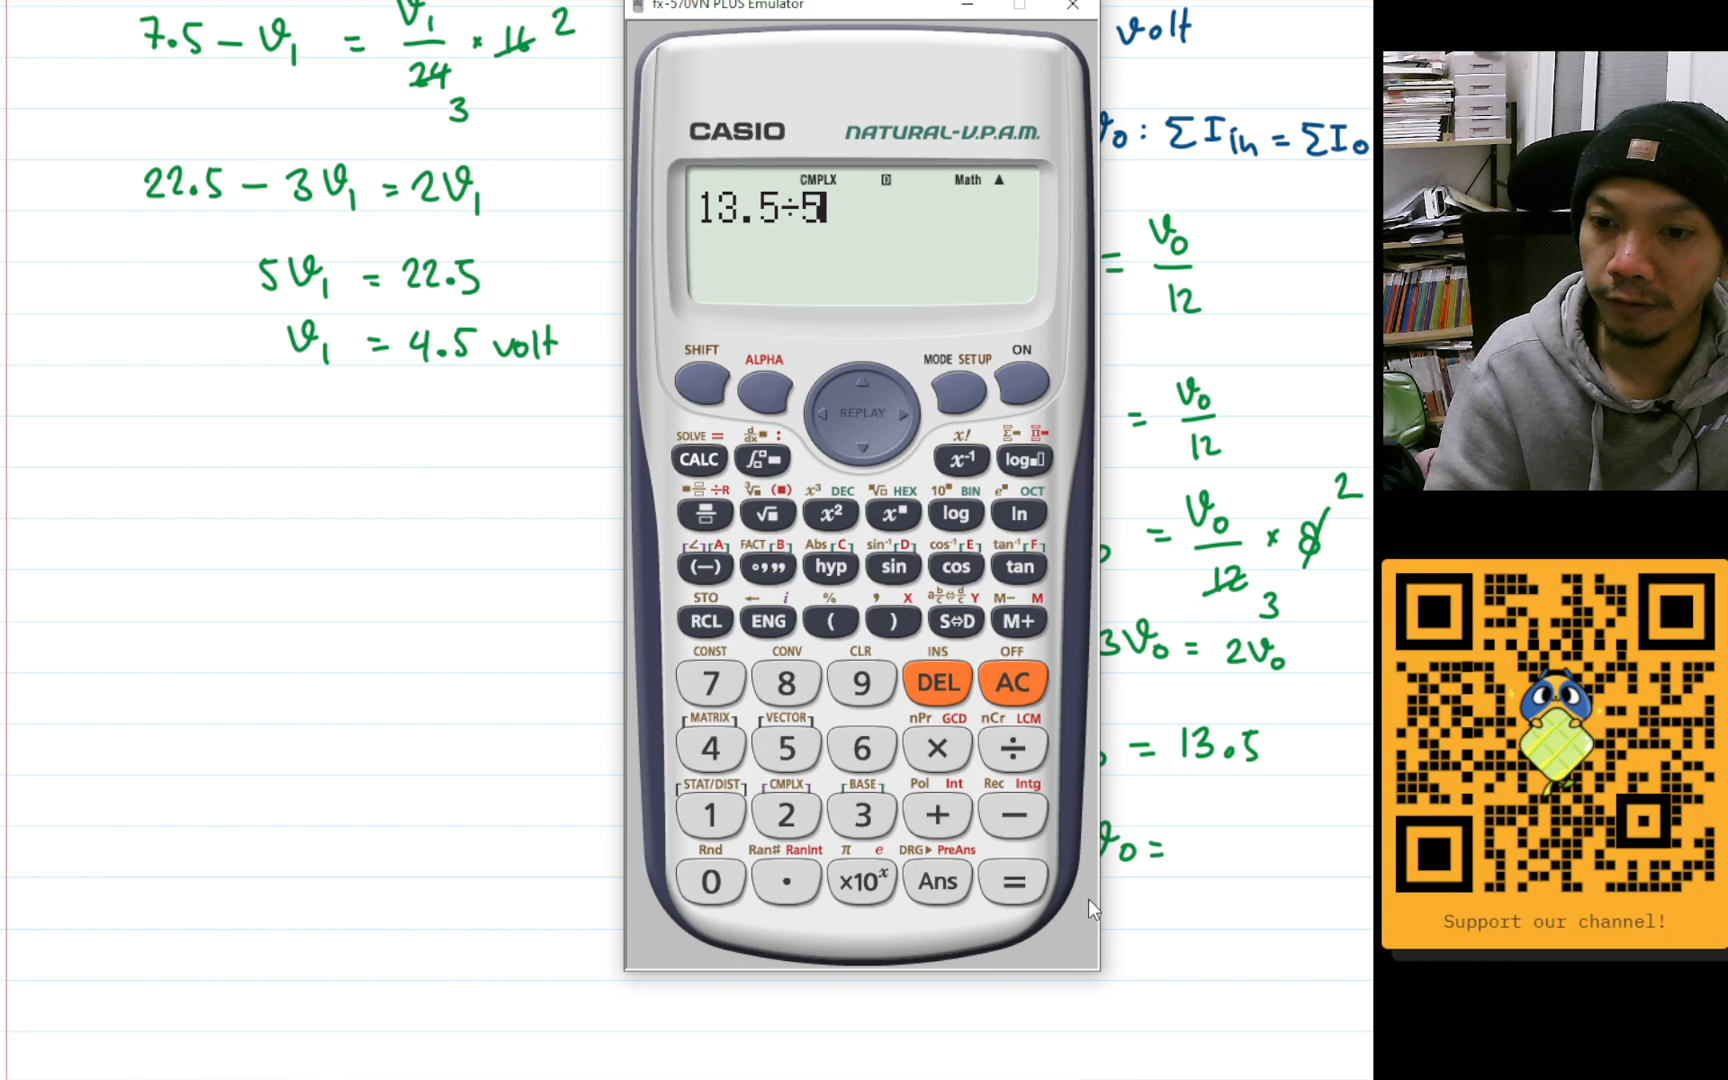 fx-570VN PLUS Emulator
7.5 - v₁ = v₁/24 * 16 2
3
22.5 - 3v₁ = 2v₁
5v₁ = 22.5
v₁ = 4.5 volt
CASIO
NATURAL-V.P.A.M.
CMPLX D Math ▲
13.5÷5
SHIFT ALPHA MODE SETUP ON
REPLAY
SOLVE = d/dx : x! Σ Π
CALC ∫ x⁻¹ log
÷R ³√ x³ DEC √ HEX 10 BIN e OCT
√ x² x log ln
∠ A FACT B Abs C sin⁻¹ D cos⁻¹ E tan⁻¹ F
(−) °,,, hyp sin cos tan
STO ← i % , X a b/c⇔d/c Y M− M
RCL ENG ( ) S⇔D M+
CONST CONV CLR INS OFF
7 8 9 DEL AC
MATRIX VECTOR nPr GCD nCr LCM
4 5 6 × ÷
STAT/DIST CMPLX BASE Pol Int Rec Intg
1 2 3 + −
Rnd Ran# RanInt π e DRG▶ PreAns
0 . ×10ˣ Ans =
volt
v₀ : ΣI in = ΣI o
= v₀/12
= v₀/12
= v₀/12 * 8 2
3
3v₀ = 2v₀
= 13.5
v₀ =
Support our channel!